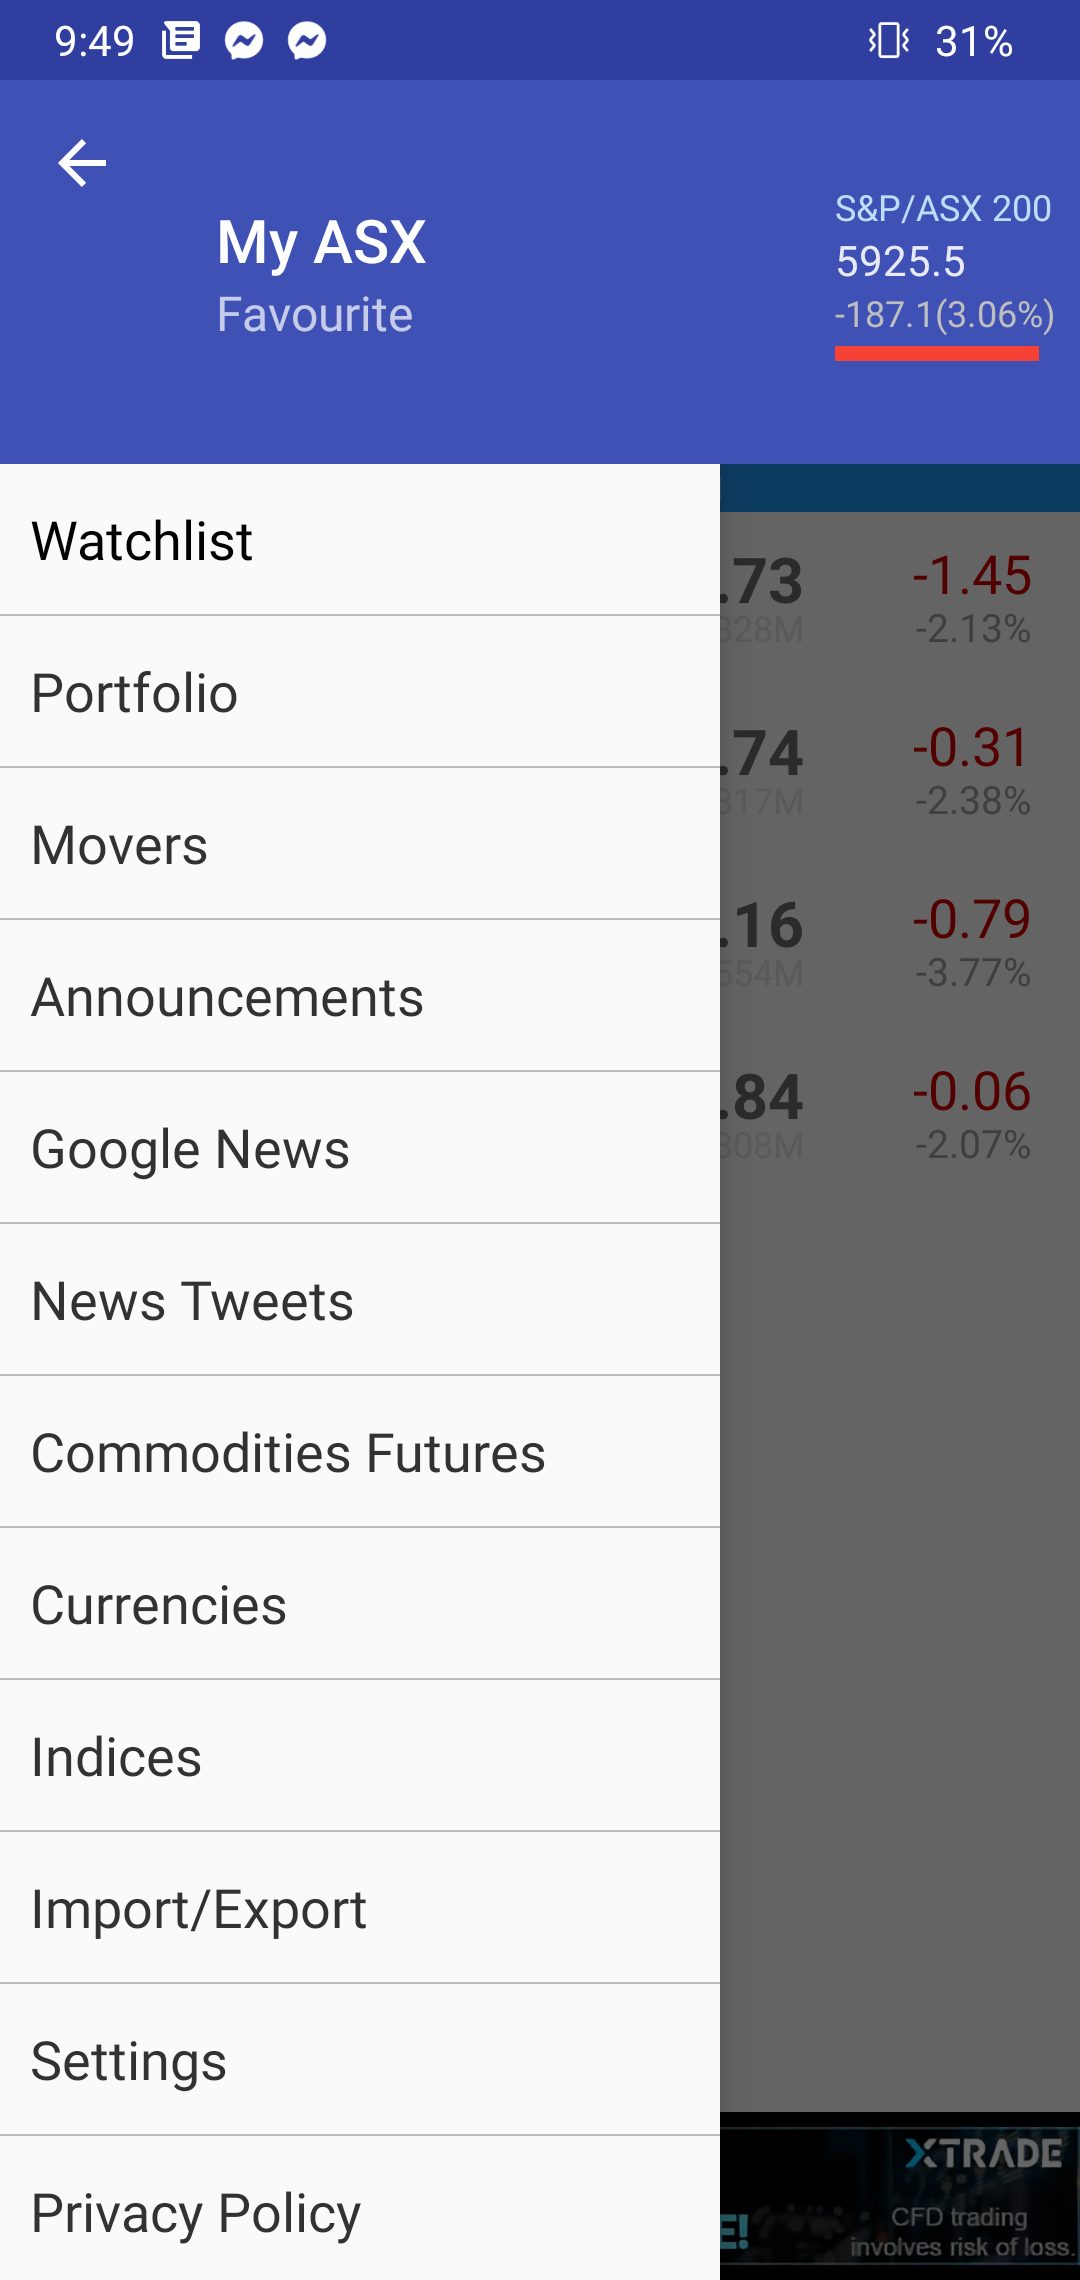 9:49 31%
My ASX
Favourite
S&P/ASX 200
5925.5
-187.1(3.06%)
Watchlist
Portfolio
Movers
Announcements
Google News
News Tweets
Commodities Futures
Currencies
Indices
Import/Export
Settings
Privacy Policy
.73 -1.45
328M -2.13%
.74 -0.31
317M -2.38%
.16 -0.79
554M -3.77%
.84 -0.06
308M -2.07%
XTRADE
E!
CFD trading
involves risk of loss.